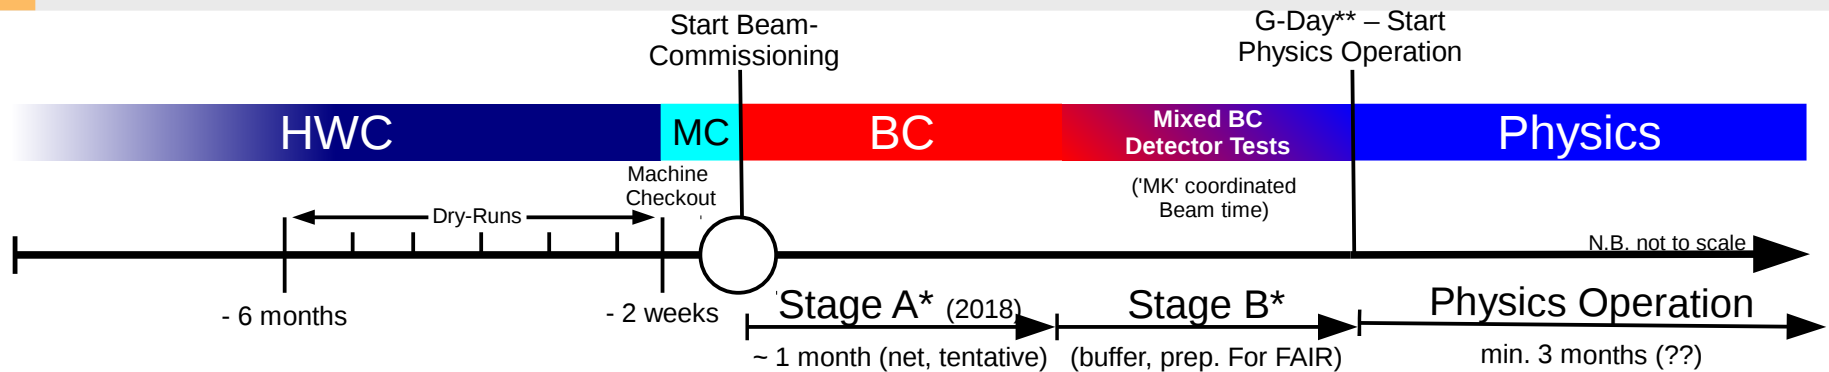 Start Beam-
Commissioning
G-Day** – Start
Physics Operation
HWC
MC
BC
Mixed BC
Detector Tests
Physics
Machine
Checkout
('MK' coordinated
Beam time)
Dry-Runs
N.B. not to scale
- 6 months
- 2 weeks
Stage A* (2018)
Stage B*
Physics Operation
~ 1 month (net, tentative)
(buffer, prep. For FAIR)
min. 3 months (??)